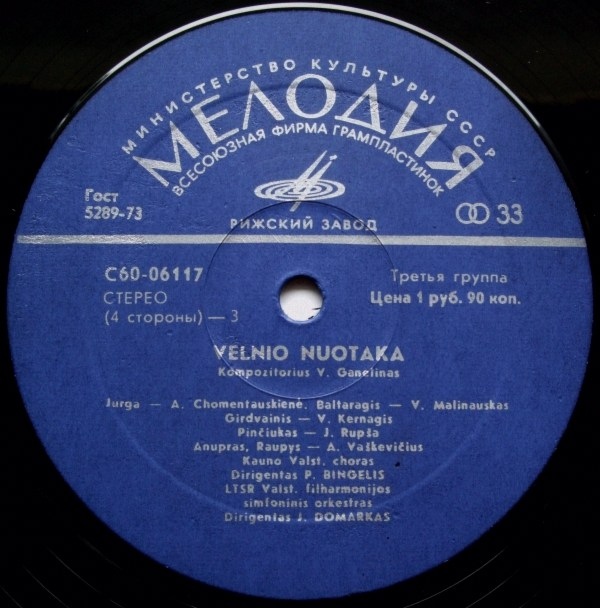 МИНИСТЕРСТВО КУЛЬТУРЫ СССР
МЕЛОДИЯ
ВСЕСОЮЗНАЯ ФИРМА ГРАМПЛАСТИНОК
Гост
5289-73
РИЖСКИЙ ЗАВОД
33
С60-06117
Третья группа
СТЕРЕО
Цена 1 руб. 90 коп.
(4 стороны) — 3
VELNIO NUOTAKA
Kompozitorius V. Ganelinas
Jurga — A. Chomentauskienė, Baltaragis — V. Malinauskas
Girdvainis — V. Kernagis
Pinčiukas — J. Rupša
Anupras, Raupys — A. Vaškevičius
Kauno Valst. choras
Dirigentas P. BINGELIS
LTSR Valst. filharmonijos
simfoninis orkestras
Dirigentas J. DOMARKAS